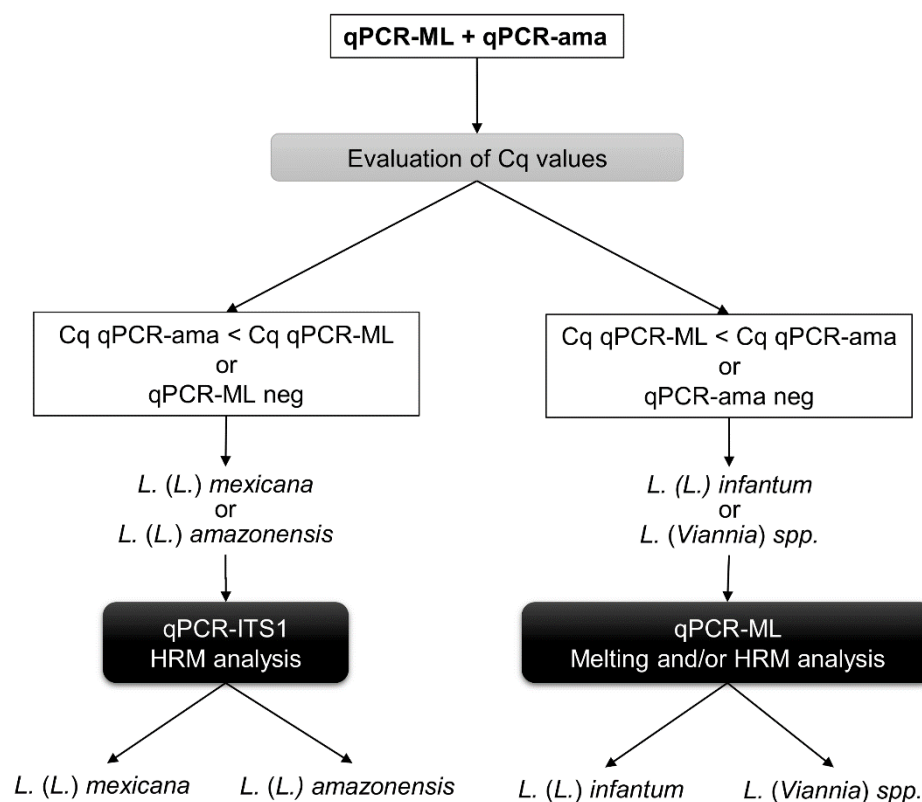 qPCR-ML + qPCR-ama
Evaluation of Cq values
Cq qPCR-ama < Cq qPCR-ML
or
qPCR-ML neg
Cq qPCR-ML < Cq qPCR-ama
or
qPCR-ama neg
L. (L.) mexicana
or
L. (L.) amazonensis
L. (L.) infantum
or
L. (Viannia) spp.
qPCR-ITS1
HRM analysis
qPCR-ML
Melting and/or HRM analysis
L. (L.) mexicana
L. (L.) amazonensis
L. (L.) infantum
L. (Viannia) spp.